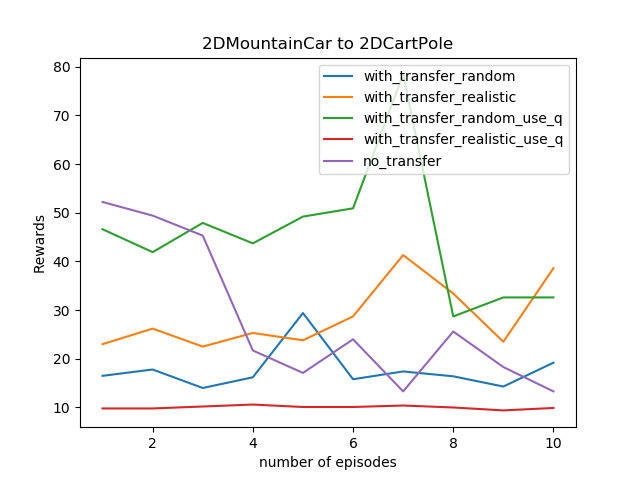 2DMountainCar to 2DCartPole
80
70
60
50
40
30
20
10
Rewards
with_transfer_random
with_transfer_realistic
with_transfer_random_use_q
with_transfer_realistic_use_q
no_transfer
2 4 6 8 10
number of episodes